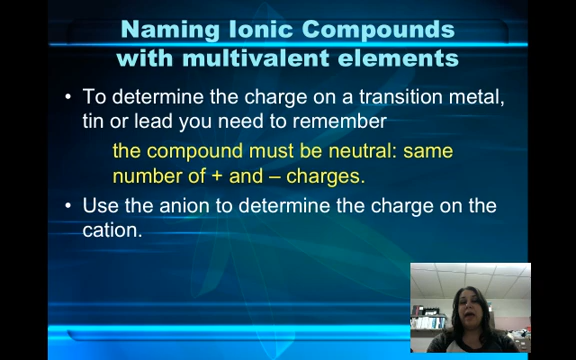 Naming Ionic Compounds
with multivalent elements
• To determine the charge on a transition metal,
tin or lead you need to remember
the compound must be neutral: same
number of + and – charges.
• Use the anion to determine the charge on the
cation.